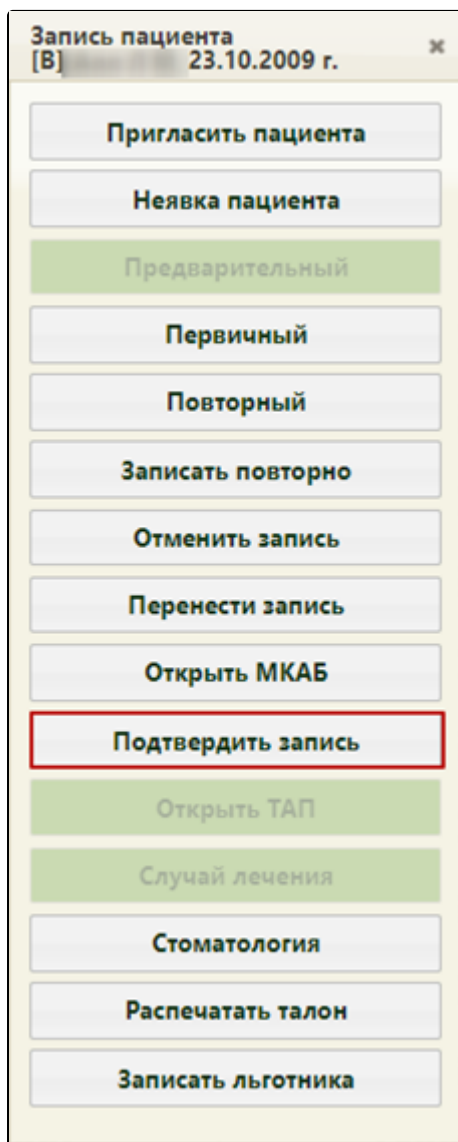 Запись пациента
[В] 23.10.2009 г.
Пригласить пациента
Неявка пациента
Предварительный
Первичный
Повторный
Записать повторно
Отменить запись
Перенести запись
Открыть МКАБ
Подтвердить запись
Открыть ТАП
Случай лечения
Стоматология
Распечатать талон
Записать льготника